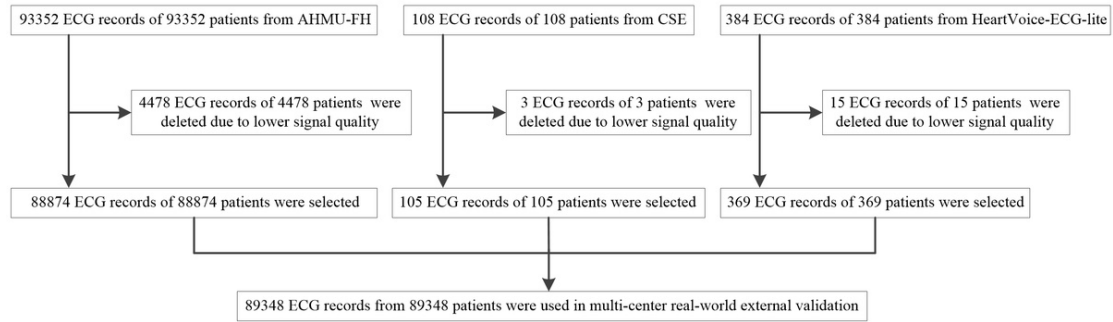 93352 ECG records of 93352 patients from AHMU-FH
108 ECG records of 108 patients from CSE
384 ECG records of 384 patients from HeartVoice-ECG-lite
4478 ECG records of 4478 patients were
deleted due to lower signal quality
3 ECG records of 3 patients were
deleted due to lower signal quality
15 ECG records of 15 patients were
deleted due to lower signal quality
88874 ECG records of 88874 patients were selected
105 ECG records of 105 patients were selected
369 ECG records of 369 patients were selected
89348 ECG records from 89348 patients were used in multi-center real-world external validation